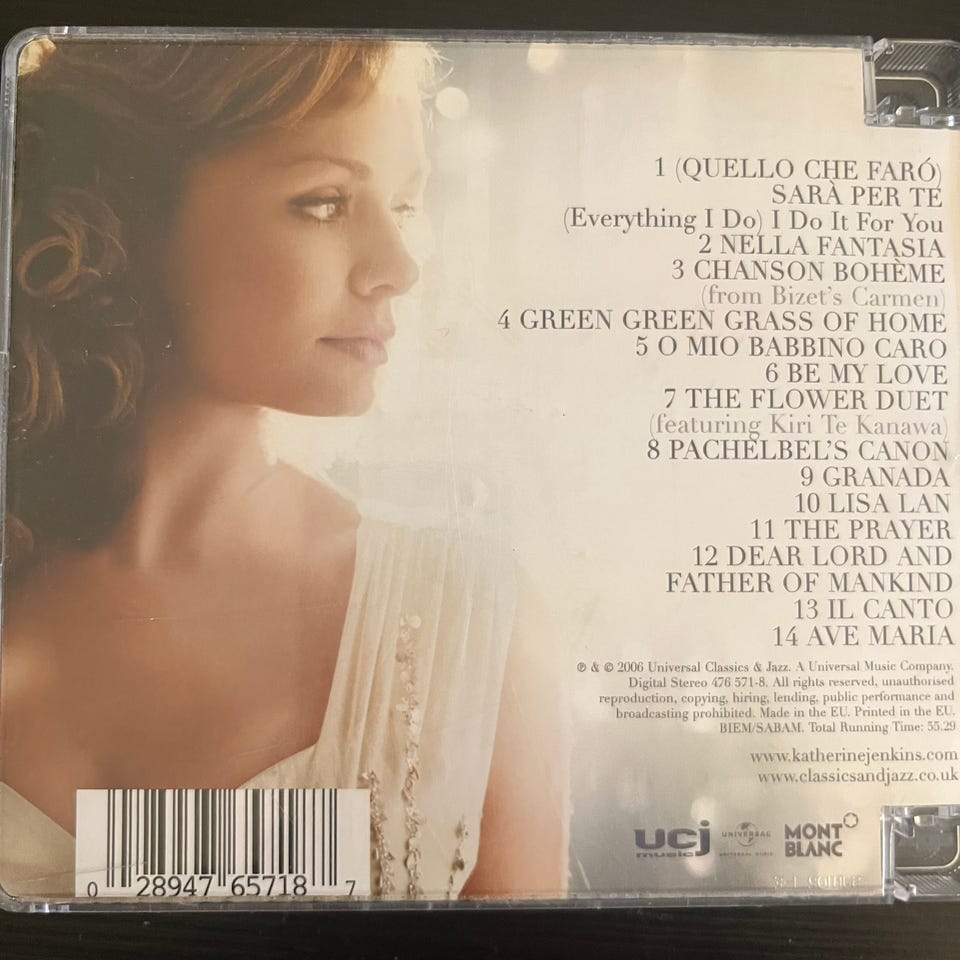 1 (QUELLO CHE FARÓ)
SARÀ PER TE
(Everything I Do) I Do It For You
2 NELLA FANTASIA
3 CHANSON BOHÈME
(from Bizet's Carmen)
4 GREEN GREEN GRASS OF HOME
5 O MIO BABBINO CARO
6 BE MY LOVE
7 THE FLOWER DUET
(featuring Kiri Te Kanawa)
8 PACHELBEL'S CANON
9 GRANADA
10 LISA LAN
11 THE PRAYER
12 DEAR LORD AND
FATHER OF MANKIND
13 IL CANTO
14 AVE MARIA
℗ & © 2006 Universal Classics & Jazz. A Universal Music Company.
Digital Stereo 476 571-8. All rights reserved, unauthorised
reproduction, copying, hiring, lending, public performance and
broadcasting prohibited. Made in the EU. Printed in the EU.
BIEM/SABAM. Total Running Time: 55.29
www.katherinejenkins.com
www.classicsandjazz.co.uk
ucj
music
UNIVERSAL
UNIVERSAL MUSIC
MONT
BLANC
0 28947 65718 7